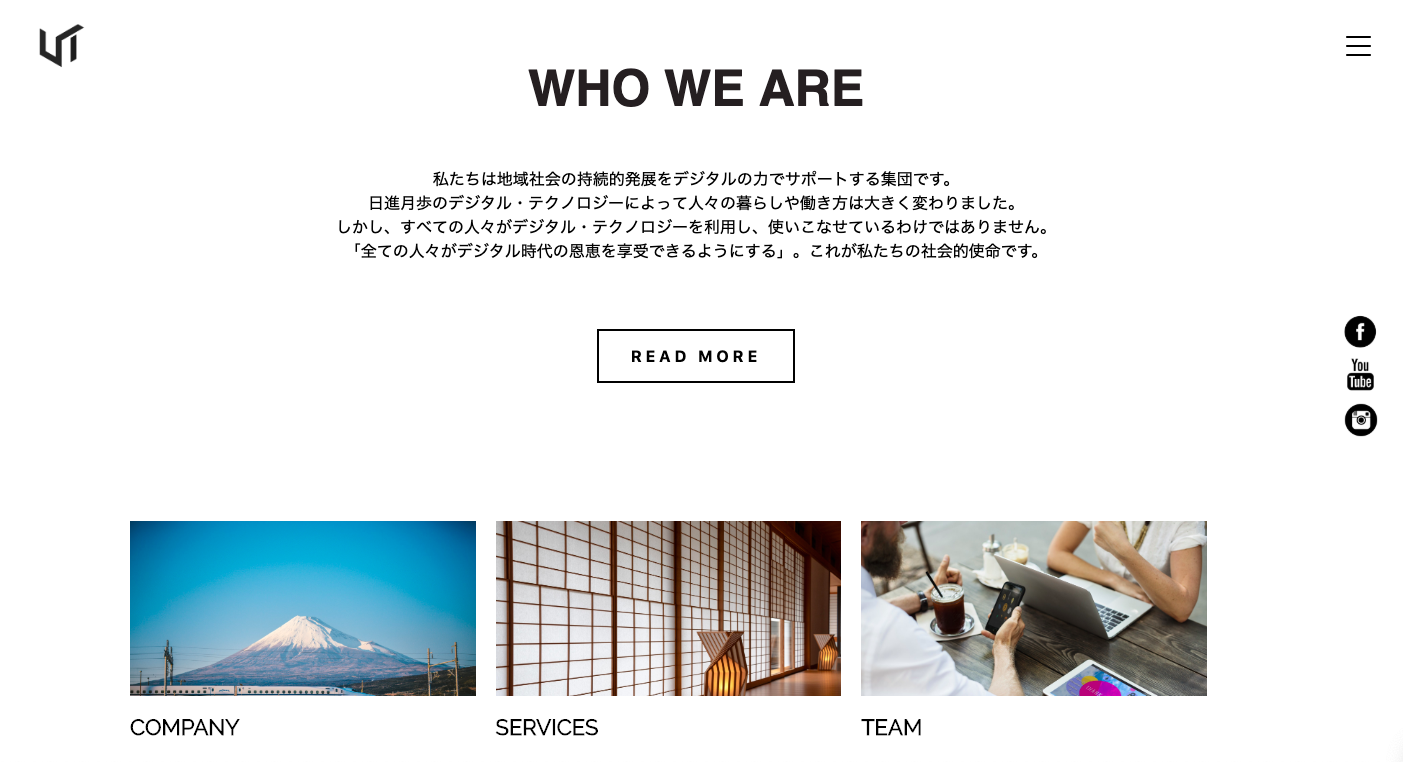 WHO WE ARE
私たちは地域社会の持続的発展をデジタルの力でサポートする集団です。
日進月歩のデジタル・テクノロジーによって人々の暮らしや働き方は大きく変わりました。
しかし、すべての人々がデジタル・テクノロジーを利用し、使いこなせているわけではありません。
「全ての人々がデジタル時代の恩恵を享受できるようにする」。これが私たちの社会的使命です。
READ MORE
f
You
Tube
COMPANY
SERVICES
TEAM